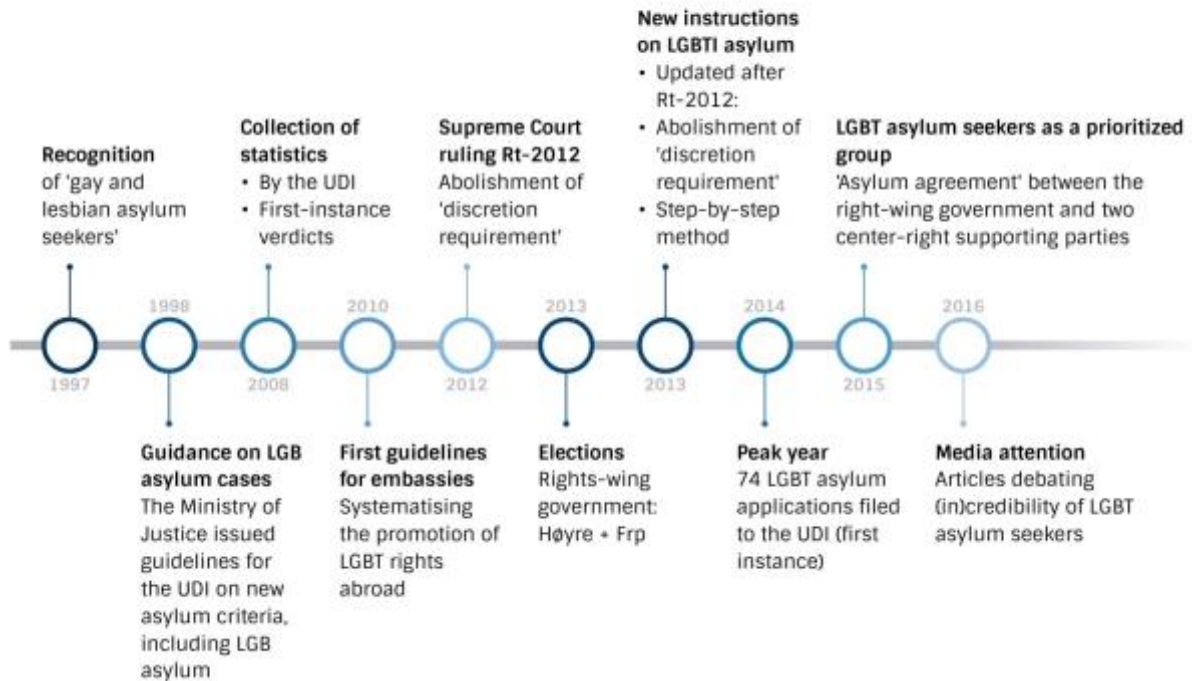 Recognition
of 'gay and
lesbian asylum
seekers'
1997
1998
Guidance on LGB
asylum cases
The Ministry of
Justice issued
guidelines for
the UDI on new
asylum criteria,
including LGB
asylum
Collection of
statistics
• By the UDI
• First-instance
verdicts
2008
2010
First guidelines
for embassies
Systematising
the promotion of
LGBT rights
abroad
Supreme Court
ruling Rt-2012
Abolishment of
'discretion
requirement'
2012
2013
Elections
Rights-wing
government:
Høyre + Frp
New instructions
on LGBTI asylum
• Updated after
Rt-2012:
• Abolishment of
'discretion
requirement'
• Step-by-step
method
2013
2014
Peak year
74 LGBT asylum
applications filed
to the UDI (first
instance)
LGBT asylum seekers as a prioritized
group
'Asylum agreement' between the
right-wing government and two
center-right supporting parties
2015
2016
Media attention
Articles debating
(in)credibility of LGBT
asylum seekers